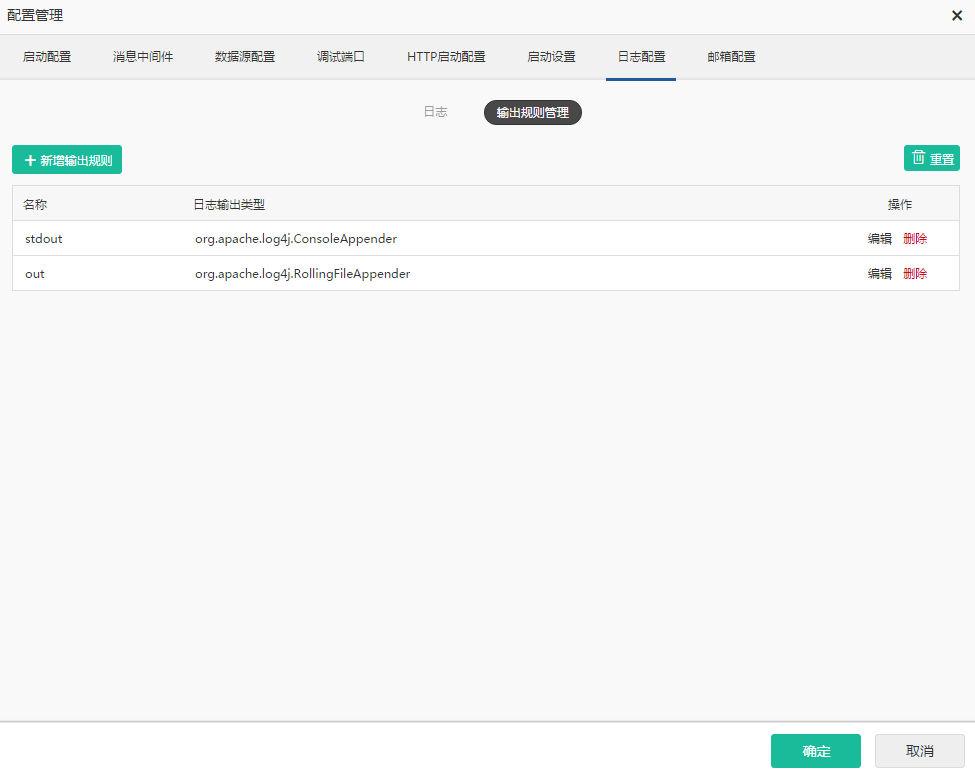 配置管理
启动配置 消息中间件 数据源配置 调试端口 HTTP启动配置 启动设置 日志配置 邮箱配置
日志 输出规则管理
新增输出规则 重置
名称 日志输出类型 操作
stdout org.apache.log4j.ConsoleAppender 编辑 删除
out org.apache.log4j.RollingFileAppender 编辑 删除
确定 取消